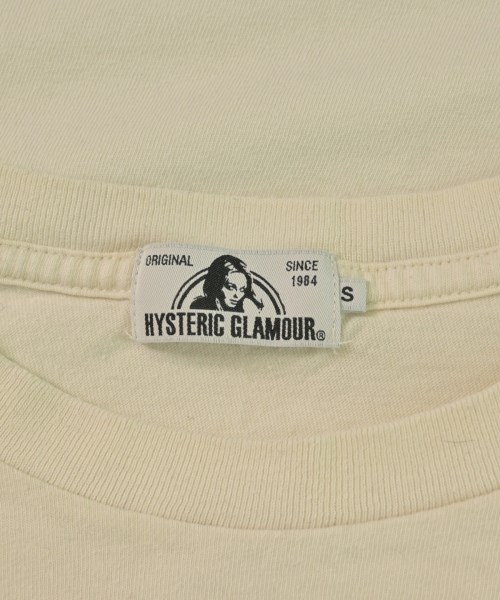 ORIGINAL
SINCE
1984
HYSTERIC GLAMOUR®
S